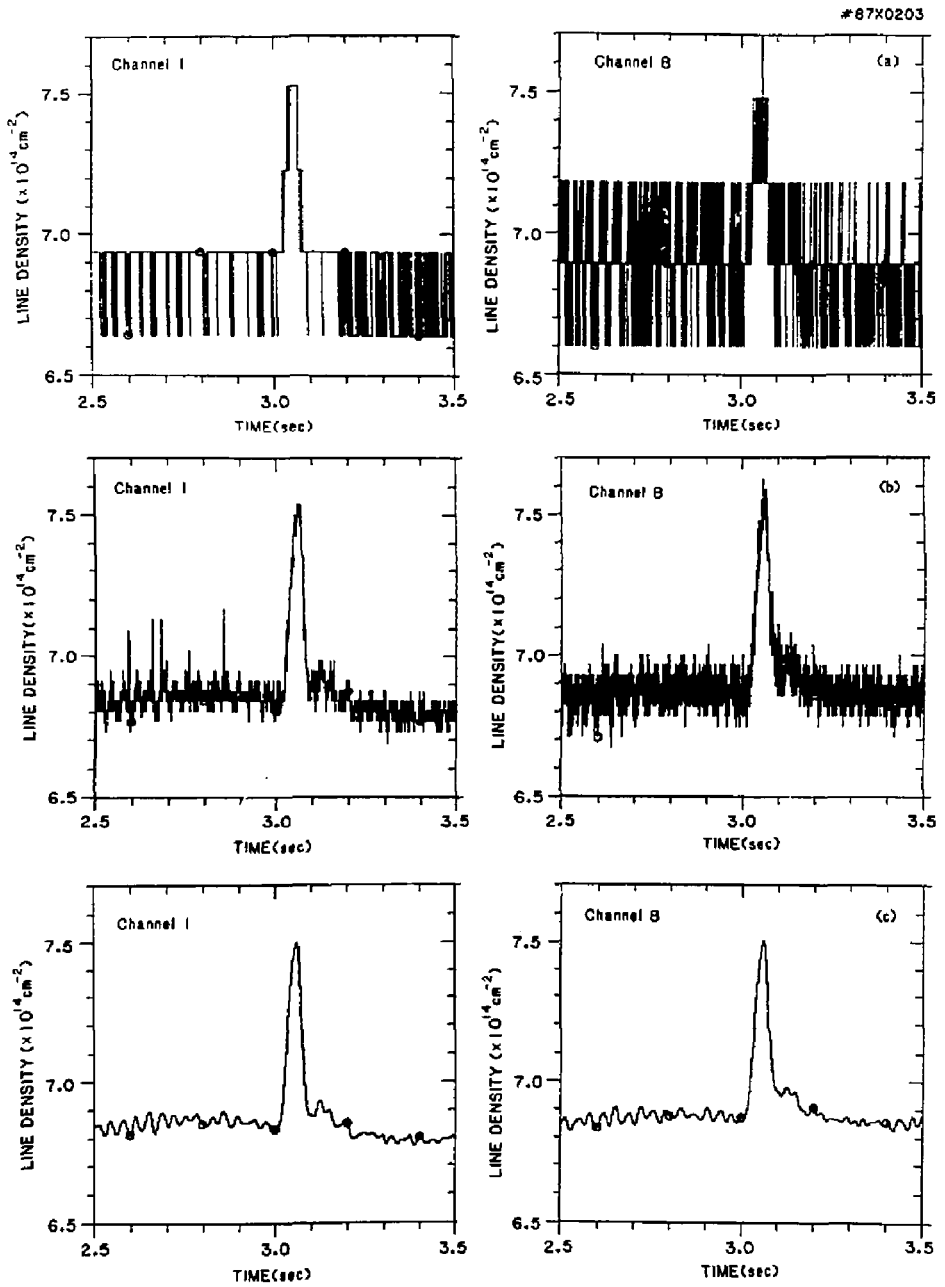 #87X0203
Channel 1
7.5
7.0
6.5
LINE DENSITY (×10¹⁴cm⁻²)
2.5 3.0 3.5
TIME(sec)
Channel 8
(a)
7.5
7.0
6.5
LINE DENSITY (×10¹⁴cm⁻²)
2.5 3.0 3.5
TIME(sec)
Channel 1
7.5
7.0
6.5
LINE DENSITY (×10¹⁴cm⁻²)
2.5 3.0 3.5
TIME(sec)
Channel 8
(b)
7.5
7.0
6.5
LINE DENSITY(×10¹⁴cm⁻²)
2.5 3.0 3.5
TIME(sec)
Channel 1
7.5
7.0
6.5
LINE DENSITY (×10¹⁴cm⁻²)
2.5 3.0 3.5
TIME(sec)
Channel 8
(c)
7.5
7.0
6.5
LINE DENSITY (×10¹⁴cm⁻²)
2.5 3.0 3.5
TIME(sec)